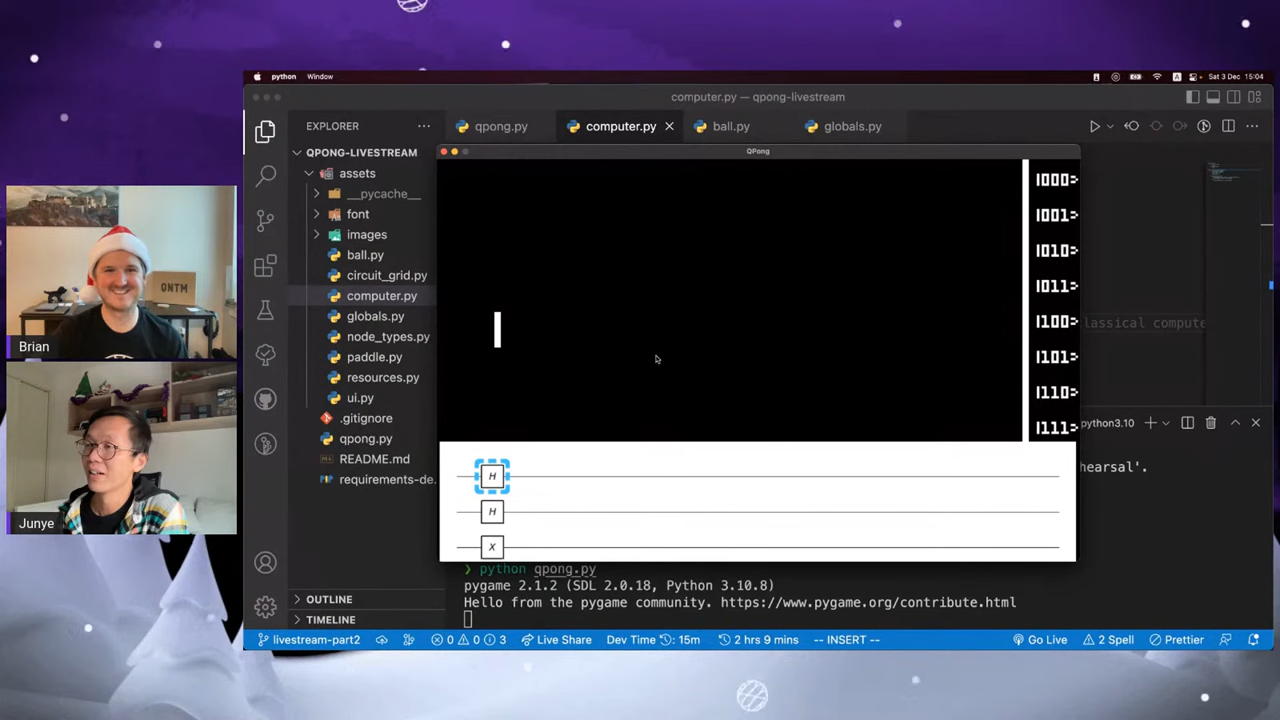 python Window
Sat 3 Dec 15:04
computer.py — qpong-livestream
EXPLORER
qpong.py
computer.py
ball.py
globals.py
QPONG-LIVESTREAM
QPong
assets
__pycache__
font
images
ball.py
circuit_grid.py
computer.py
globals.py
node_types.py
paddle.py
resources.py
ui.py
.gitignore
qpong.py
README.md
requirements-de.
OUTLINE
TIMELINE
|000>
|001>
|010>
|011>
|100>
|101>
|110>
|111>
lassical compute
python3.10
hearsal'.
H
H
X
❯ python qpong.py
pygame 2.1.2 (SDL 2.0.18, Python 3.10.8)
Hello from the pygame community. https://www.pygame.org/contribute.html
livestream-part2
0
0
3
Live Share
Dev Time : 15m
2 hrs 9 mins
-- INSERT --
Go Live
2 Spell
Prettier
ONTM
Brian
Junye